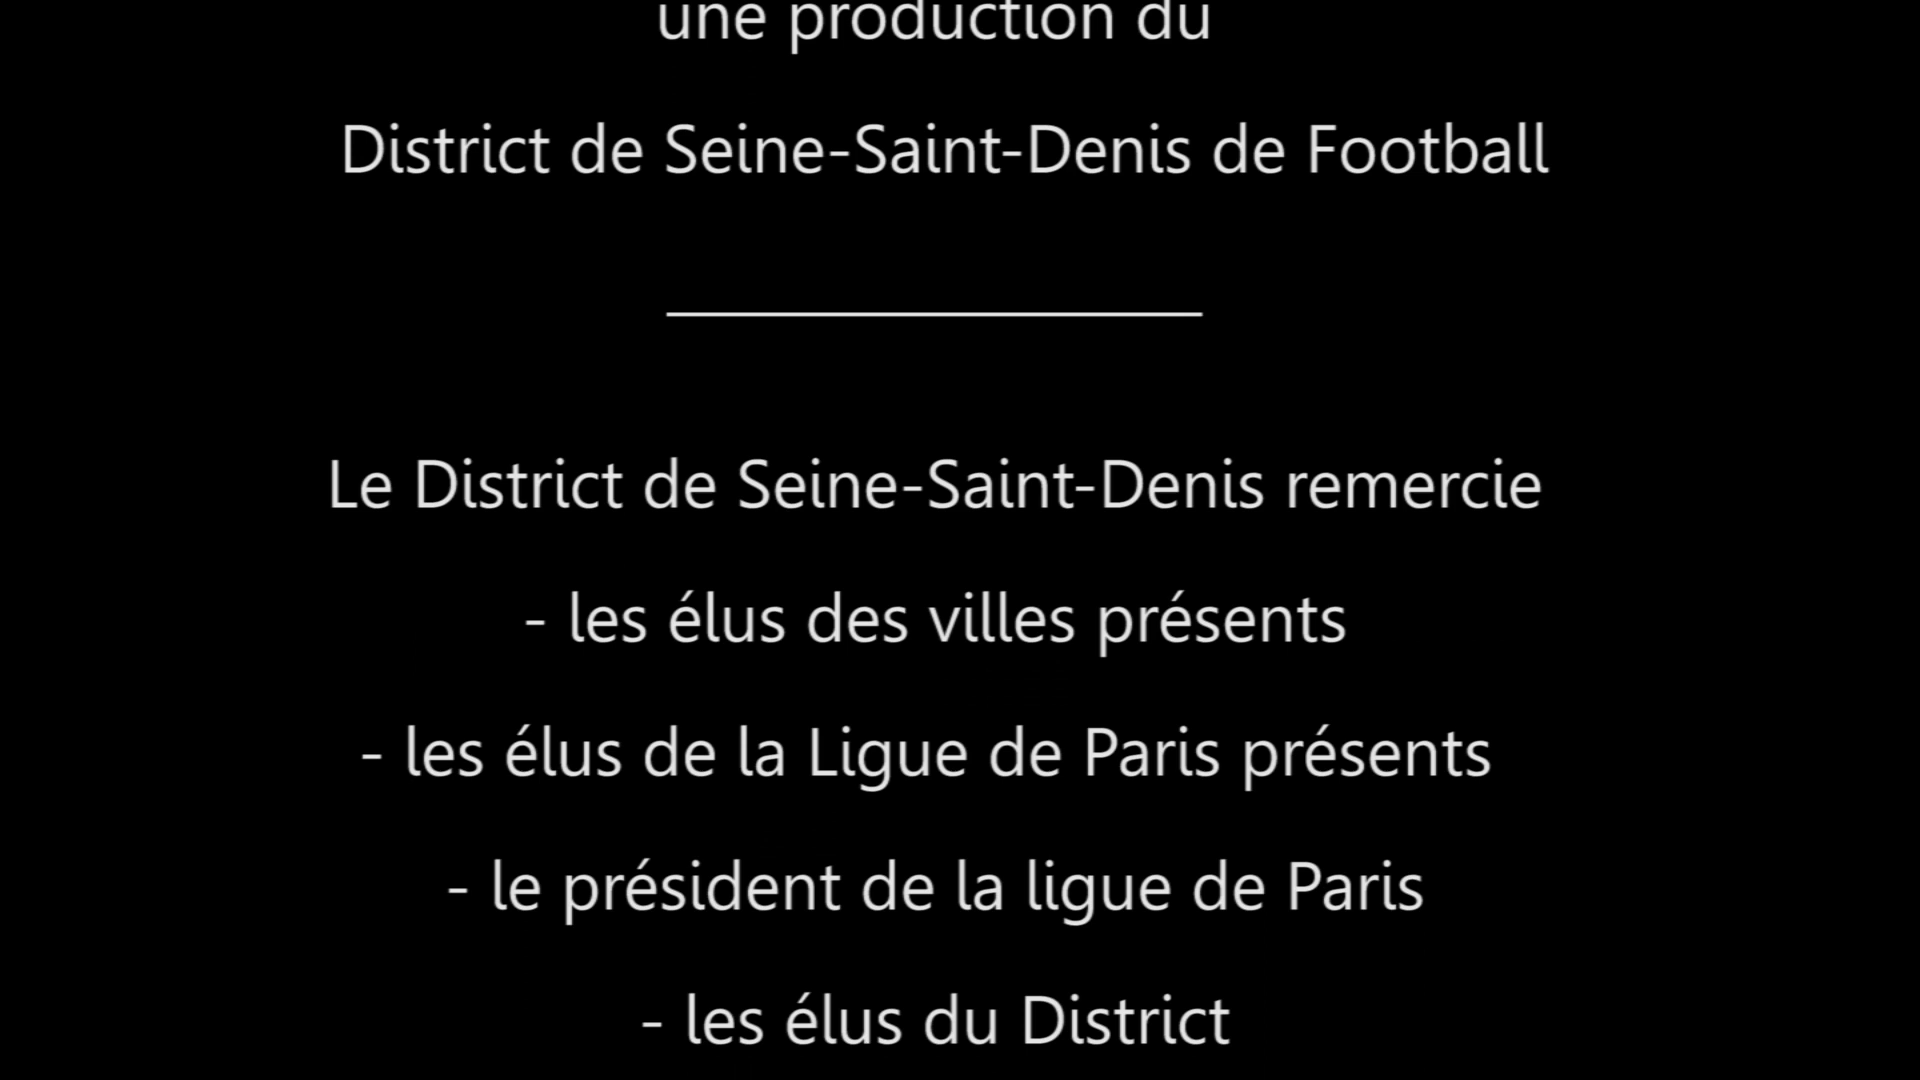 une production du
District de Seine-Saint-Denis de Football
Le District de Seine-Saint-Denis remercie
- les élus des villes présents
- les élus de la Ligue de Paris présents
- le président de la ligue de Paris
- les élus du District